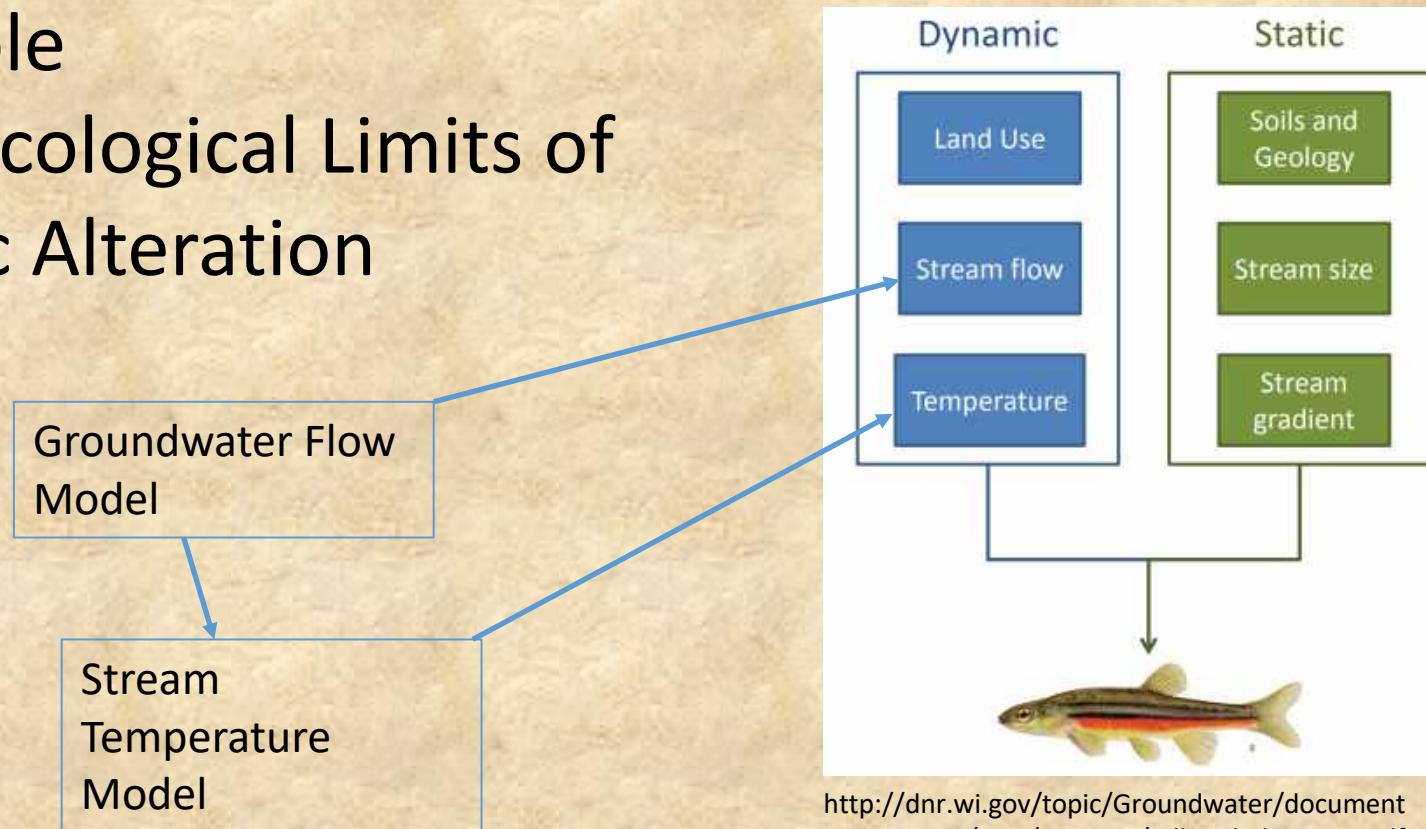 cological Limits of
c Alteration
Groundwater Flow
Model
Stream
Temperature
Model
Dynamic
Static
Land Use
Soils and
Geology
Stream flow
Stream size
Temperature
Stream
gradient
http://dnr.wi.gov/topic/Groundwater/document